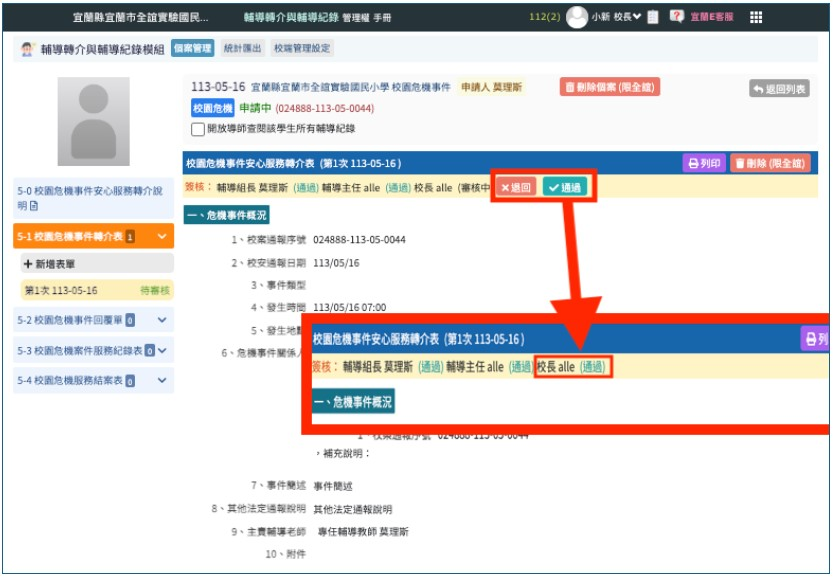 宜蘭縣宜蘭市全誼實驗國民... 輔導轉介與輔導紀錄 管理權 手冊 112(2) 小新 校長 宜蘭E客服
輔導轉介與輔導紀錄模組 個案管理 統計匯出 校端管理設定
113-05-16 宜蘭縣宜蘭市全誼實驗國民小學 校園危機事件 申請人 莫理斯 刪除個案 (限全誼) 返回列表
校園危機 申請中 (024888-113-05-0044)
開放導師查閱該學生所有輔導紀錄
校園危機事件安心服務轉介表 (第1次 113-05-16) 列印 刪除 (限全誼)
簽核： 輔導組長 莫理斯 (通過) 輔導主任 alle (通過) 校長 alle (審核中 ×退回 ✓通過
5-0 校園危機事件安心服務轉介說
明
5-1 校園危機事件轉介表 1
+ 新增表單
第1次 113-05-16 待審核
5-2 校園危機事件回覆單 0
5-3 校園危機案件服務紀錄表 0
5-4 校園危機服務結案表 0
一、危機事件概況
1、校案通報序號 024888-113-05-0044
2、校安通報日期 113/05/16
3、事件類型
4、發生時間 113/05/16 07:00
5、發生地點
6、危機事件關係人
校園危機事件安心服務轉介表 (第1次 113-05-16) 列
簽核： 輔導組長 莫理斯 (通過) 輔導主任 alle (通過) 校長 alle (通過)
一、危機事件概況
，補充說明：
7、事件簡述 事件簡述
8、其他法定通報說明 其他法定通報說明
9、主責輔導老師 專任輔導教師 莫理斯
10、附件